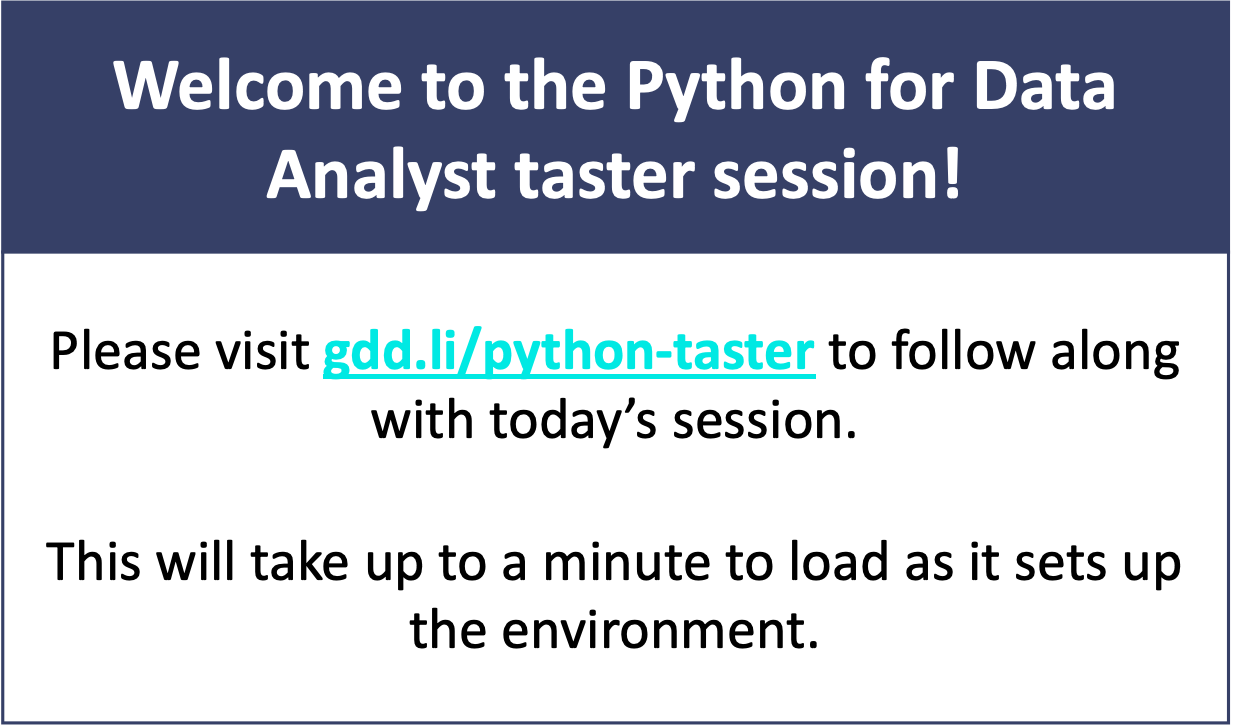 Welcome to the Python for Data
Analyst taster session!
Please visit gdd.li/python-taster to follow along
with today’s session.
This will take up to a minute to load as it sets up
the environment.